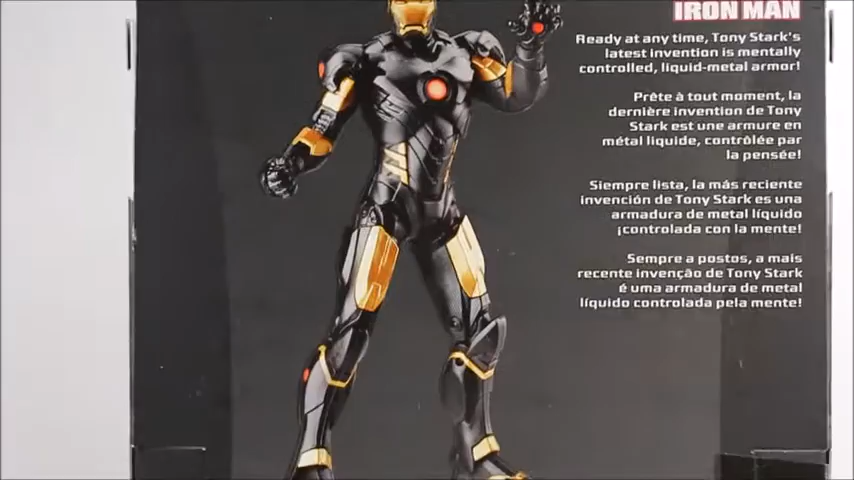 IRON MAN
Ready at any time, Tony Stark's
latest invention is mentally
controlled, liquid-metal armor!
Prête à tout moment, la
dernière invention de Tony
Stark est une armure en
métal liquide, contrôlée par
la pensée!
Siempre lista, la más reciente
invención de Tony Stark es una
armadura de metal líquido
¡controlada con la mente!
Sempre a postos, a mais
recente invenção de Tony Stark
é uma armadura de metal
líquido controlada pela mente!